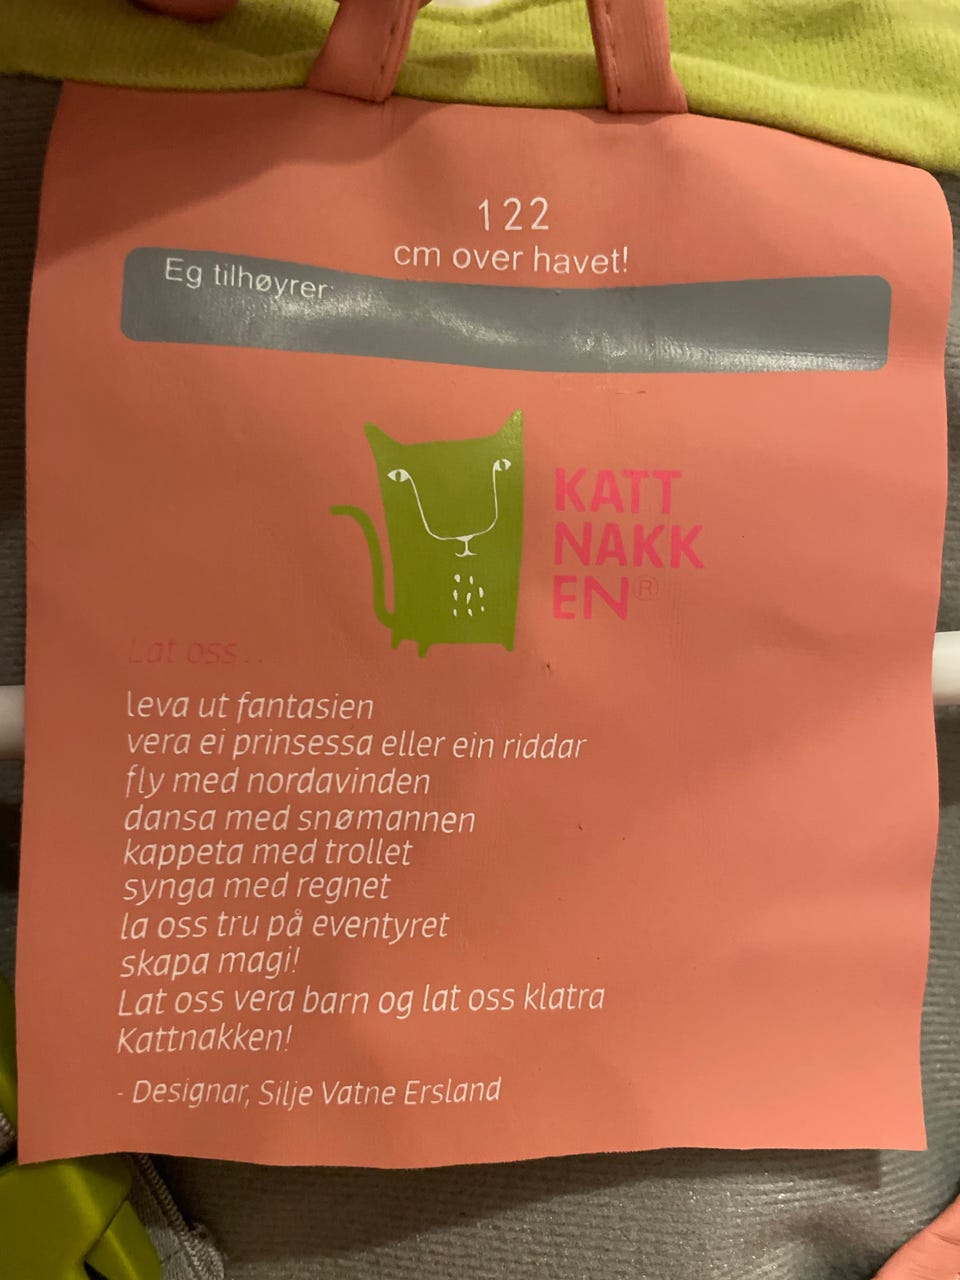 122
cm over havet!
Eg tilhøyrer:
KATT
NAKK
EN®
Lat oss...
leva ut fantasien
vera ei prinsessa eller ein riddar
fly med nordavinden
dansa med snømannen
kappeta med trollet
synga med regnet
la oss tru på eventyret
skapa magi!
Lat oss vera barn og lat oss klatra
Kattnakken!
- Designar, Silje Vatne Ersland